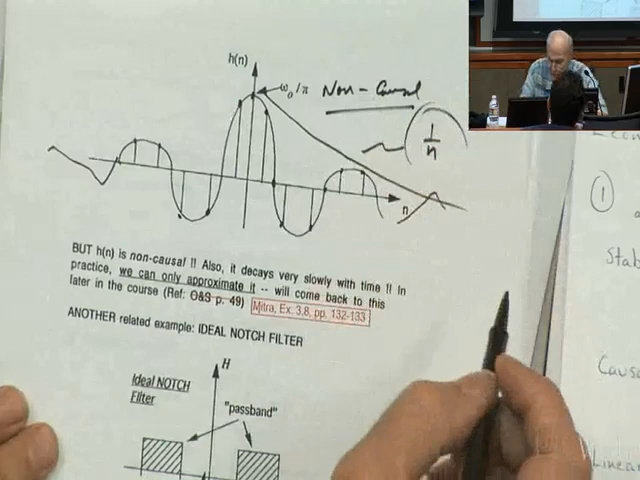 h(n)
ω₀/π
Non-Causal
1/n
n
BUT h(n) is non-causal !! Also, it decays very slowly with time !! In
practice, we can only approximate it -- will come back to this
later in the course (Ref: O&S p. 49) Mitra, Ex. 3.8, pp. 132-133
ANOTHER related example: IDEAL NOTCH FILTER
H
Ideal NOTCH
Filter
"passband"
1
Stab
Causa
Linear